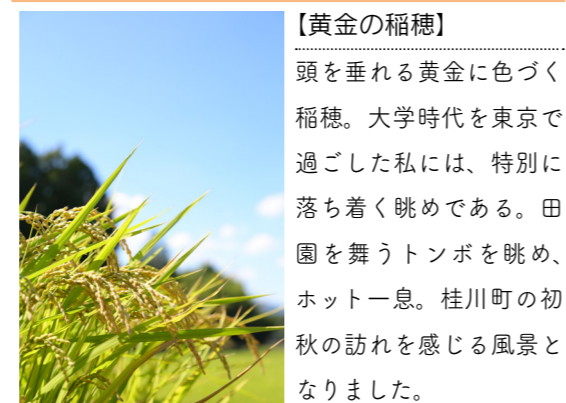 【黄金の稲穂】
頭を垂れる黄金に色づく
稲穂。大学時代を東京で
過ごした私には、特別に
落ち着く眺めである。田
園を舞うトンボを眺め、
ホット一息。桂川町の初
秋の訪れを感じる風景と
なりました。